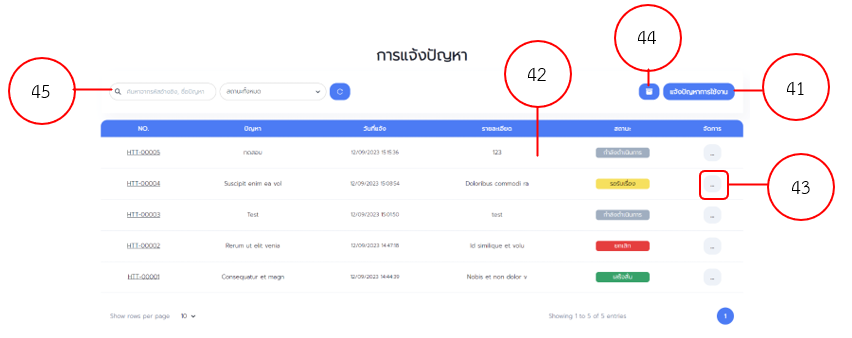 การแจ้งปัญหา
44
42
45
41
ค้นหาจากรหัสอ้างอิง, ชื่อปัญหา สถานะทั้งหมด แจ้งปัญหาการใช้งาน
NO. ปัญหา วันที่แจ้ง รายละเอียด สถานะ จัดการ
HTT-00005 ทดสอบ 12/09/2023 15:15:36 123 กำลังดำเนินการ ...
HTT-00004 Suscipit enim ea vol 12/09/2023 15:03:54 Doloribus commodi ra รอรับเรื่อง ...
43
HTT-00003 Test 12/09/2023 15:01:50 test กำลังดำเนินการ ...
HTT-00002 Rerum ut elit venia 12/09/2023 14:47:18 Id similique et volu ยกเลิก ...
HTT-00001 Consequatur et magn 12/09/2023 14:44:39 Nobis et non dolor v เสร็จสิ้น ...
Show rows per page 10 Showing 1 to 5 of 5 entries 1